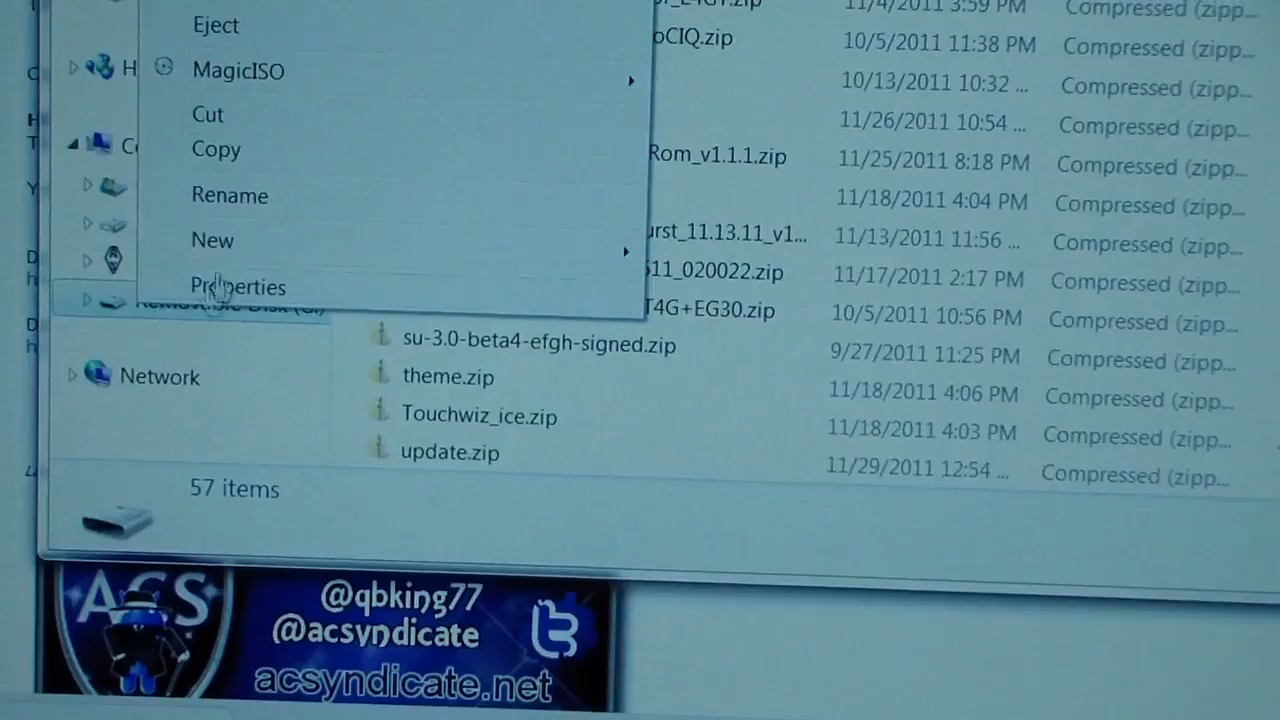 Eject
MagicISO
Cut
Copy
Rename
New
Properties
Network
57 items
oCIQ.zip
Rom_v1.1.1.zip
rst_11.13.11_v1...
11_020022.zip
T4G+EG30.zip
su-3.0-beta4-efgh-signed.zip
theme.zip
Touchwiz_ice.zip
update.zip
11/4/2011 3:59 PM
10/5/2011 11:38 PM
10/13/2011 10:32 ...
11/26/2011 10:54 ...
11/25/2011 8:18 PM
11/18/2011 4:04 PM
11/13/2011 11:56 ...
11/17/2011 2:17 PM
10/5/2011 10:56 PM
9/27/2011 11:25 PM
11/18/2011 4:06 PM
11/18/2011 4:03 PM
11/29/2011 12:54 ...
Compressed (zipp...
Compressed (zipp...
Compressed (zipp...
Compressed (zipp...
Compressed (zipp...
Compressed (zipp...
Compressed (zipp...
Compressed (zipp...
Compressed (zipp...
Compressed (zipp...
Compressed (zipp...
Compressed (zipp...
Compressed (zipp...
ACS
@qbking77
@acsyndicate
acsyndicate.net